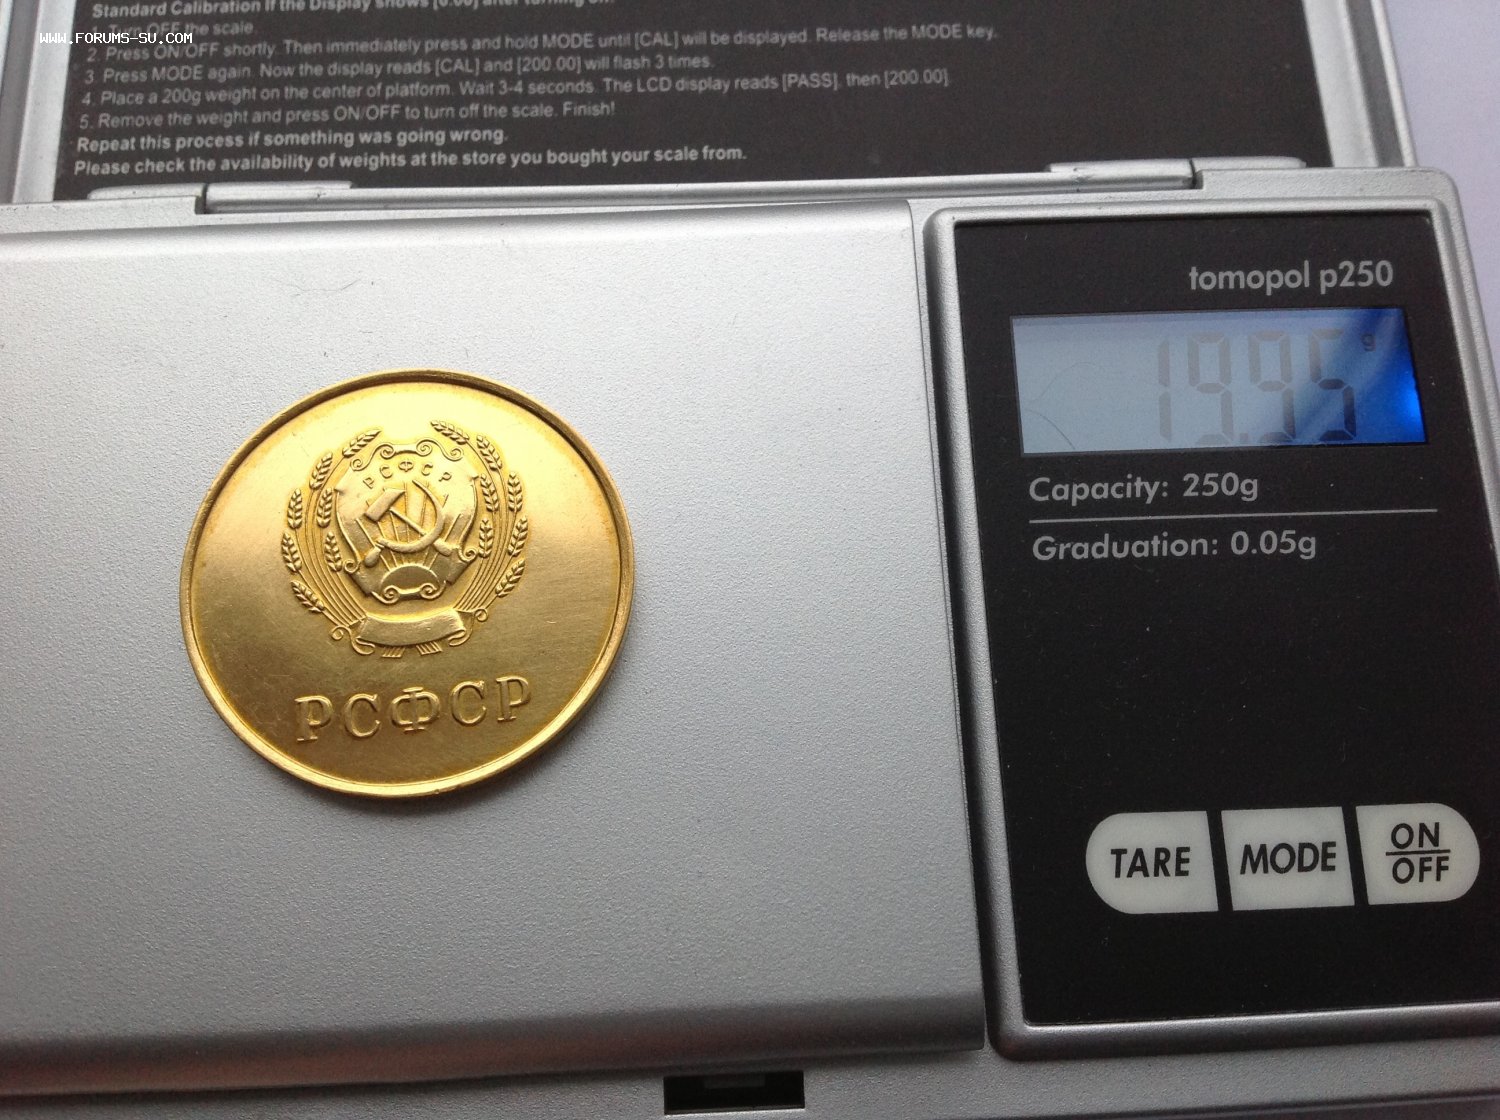 Standard Calibration if the Display shows [0.00] after turning on.
www.forums-su.com
Turn OFF the scale
2. Press ON/OFF shortly. Then immediately press and hold MODE until [CAL] will be displayed. Release the MODE key.
3 Press MODE again. Now the display reads [CAL] and [200.00] will flash 3 times.
4. Place a 200g weight on the center of platform. Wait 3-4 seconds. The LCD display reads [PASS], then [200.00]
5. Remove the weight and press ON/OFF to turn off the scale. Finish!
Repeat this process if something was going wrong.
Please check the availability of weights at the store you bought your scale from.
tomopol p250
19.95 g
Capacity: 250g
Graduation: 0.05g
РСФСР
РСФСР
TARE
MODE
ON
OFF